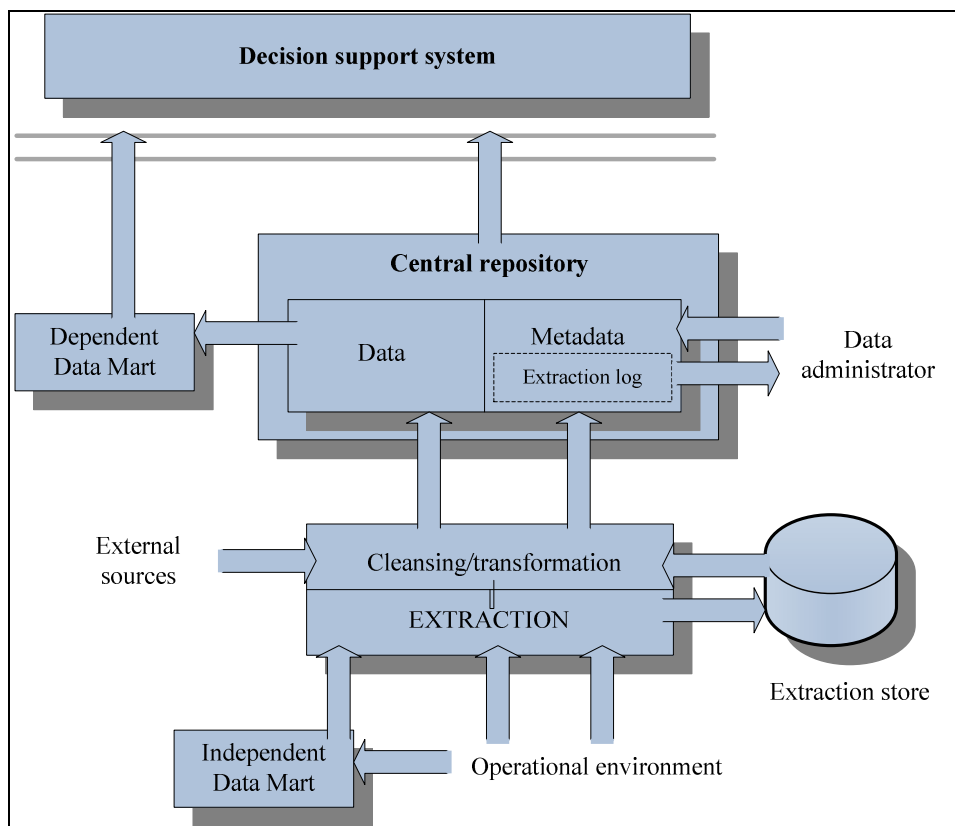 Decision support system
Central repository
Dependent
Data Mart
Data
Metadada
Extraction log
Data
administrator
External
sources
Cleansing/transformation
EXTRACTION
Extraction store
Independent
Data Mart
Operational environment